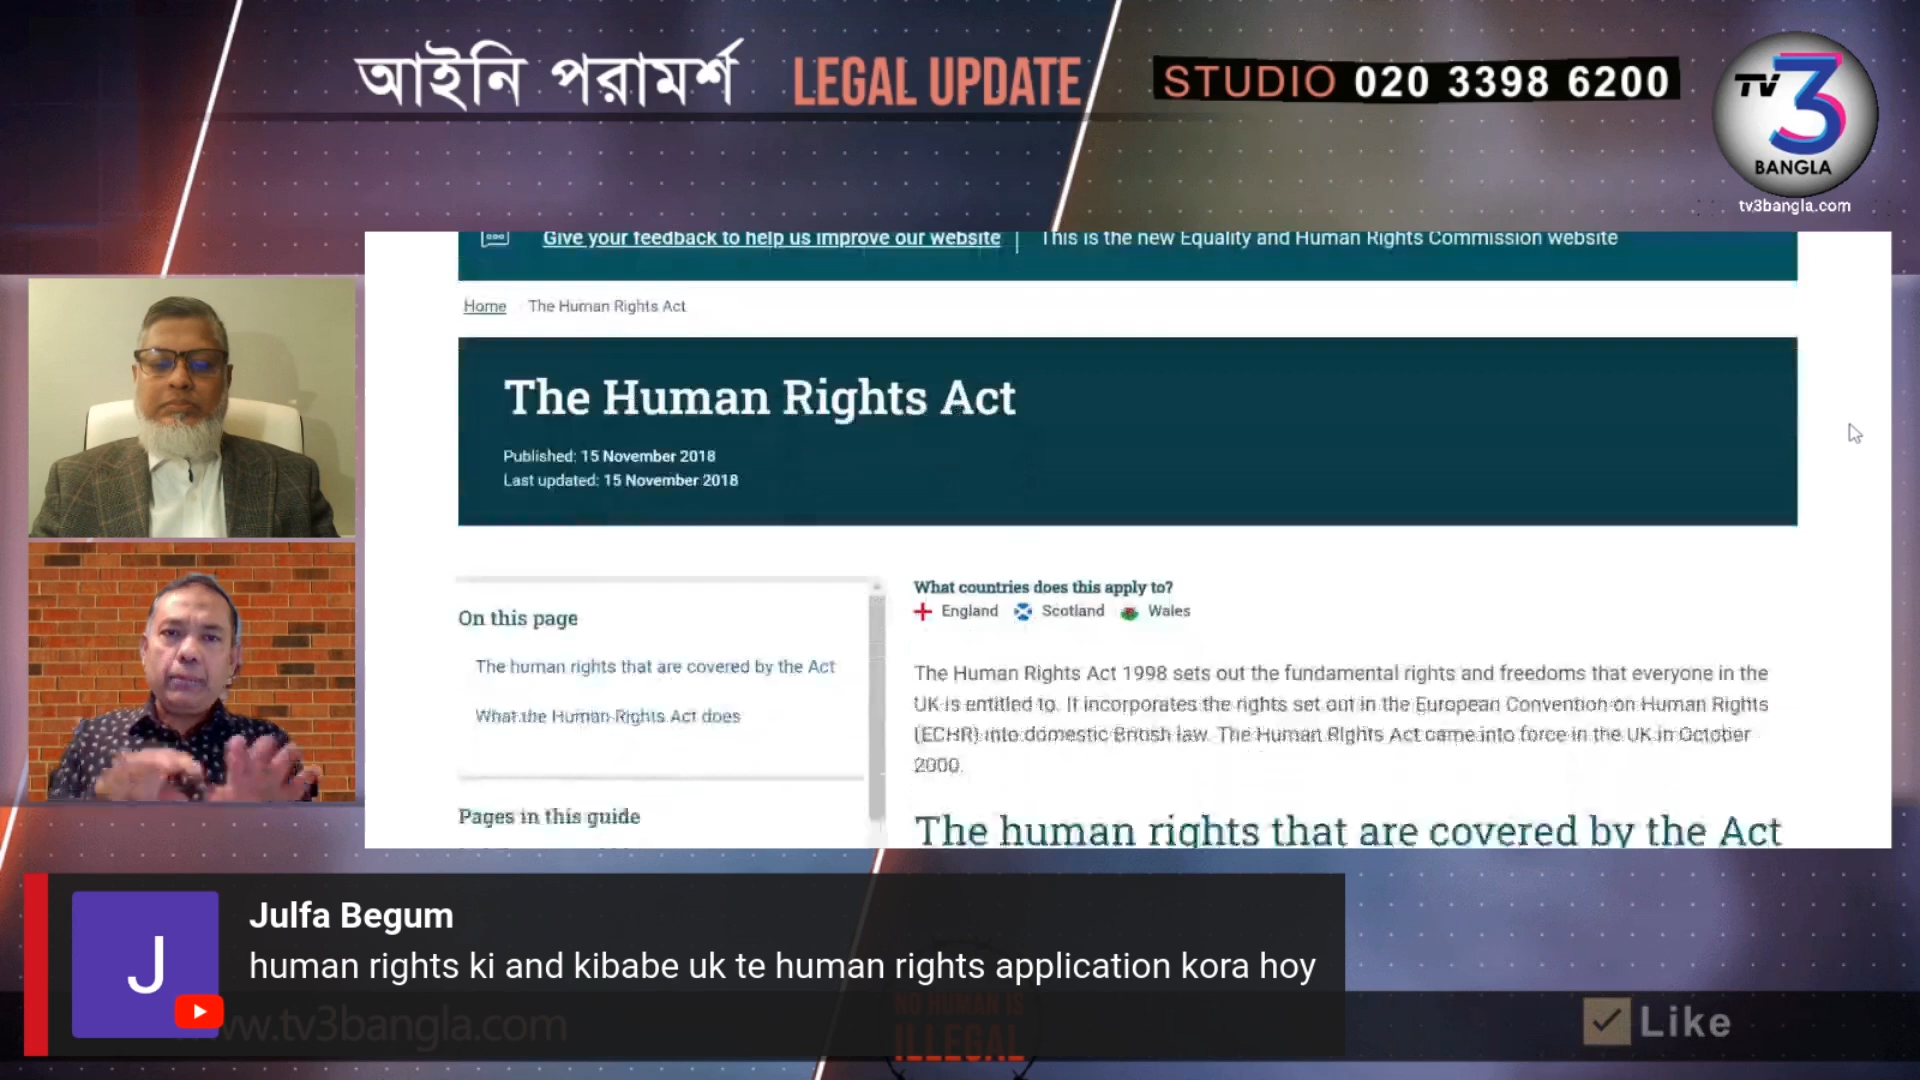 আইনি পরামর্শ LEGAL UPDATE
STUDIO 020 3398 6200
TV 3 BANGLA
tv3bangla.com
Give your feedback to help us improve our website | This is the new Equality and Human Rights Commission website
Home The Human Rights Act
The Human Rights Act
Published: 15 November 2018
Last updated: 15 November 2018
On this page
The human rights that are covered by the Act
What the Human Rights Act does
Pages in this guide
What countries does this apply to?
England Scotland Wales
The Human Rights Act 1998 sets out the fundamental rights and freedoms that everyone in the
UK is entitled to. It incorporates the rights set out in the European Convention on Human Rights
(ECHR) into domestic British law. The Human Rights Act came into force in the UK in October
2000.
The human rights that are covered by the Act
J
Julfa Begum
human rights ki and kibabe uk te human rights application kora hoy
www.tv3bangla.com
NO HUMAN IS
ILLEGAL
Like